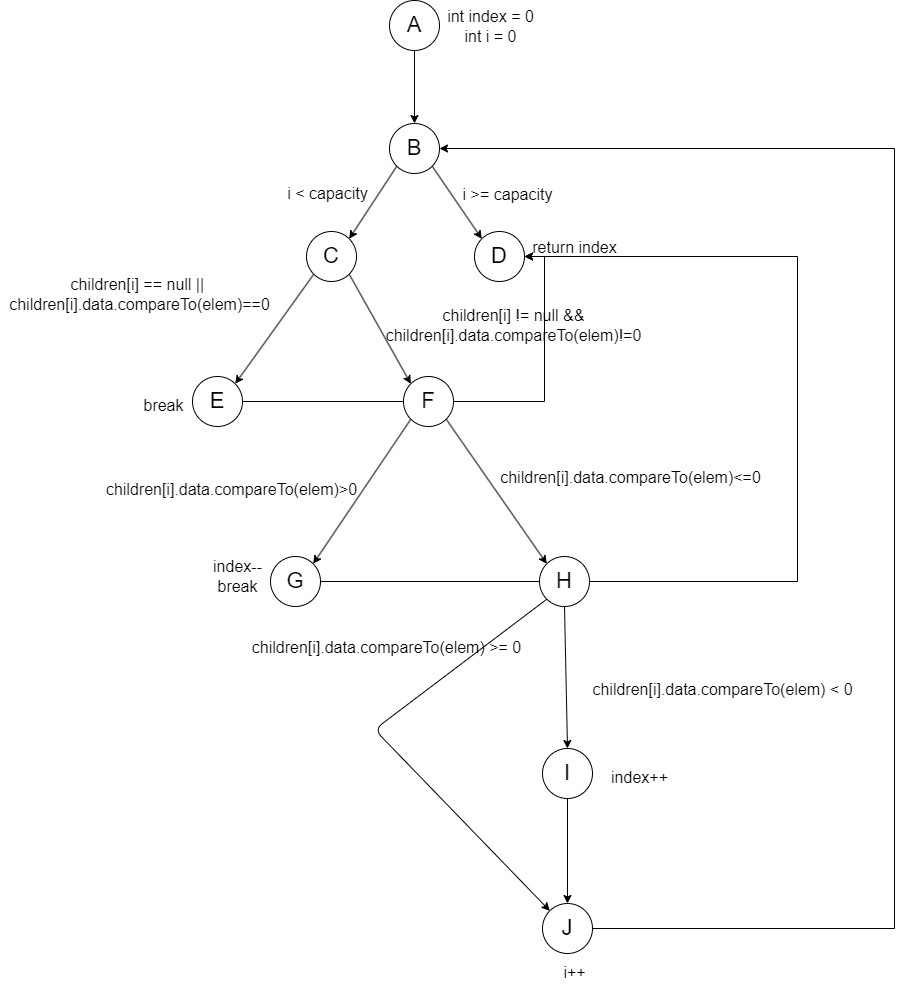 A
int index = 0
int i = 0
B
i < capacity
i >= capacity
C
D
return index
children[i] == null ||
children[i].data.compareTo(elem)==0
children[i] != null &&
children[i].data.compareTo(elem)!=0
E
break
F
children[i].data.compareTo(elem)>0
children[i].data.compareTo(elem)<=0
index--
break
G
H
children[i].data.compareTo(elem) >= 0
children[i].data.compareTo(elem) < 0
I
index++
J
i++